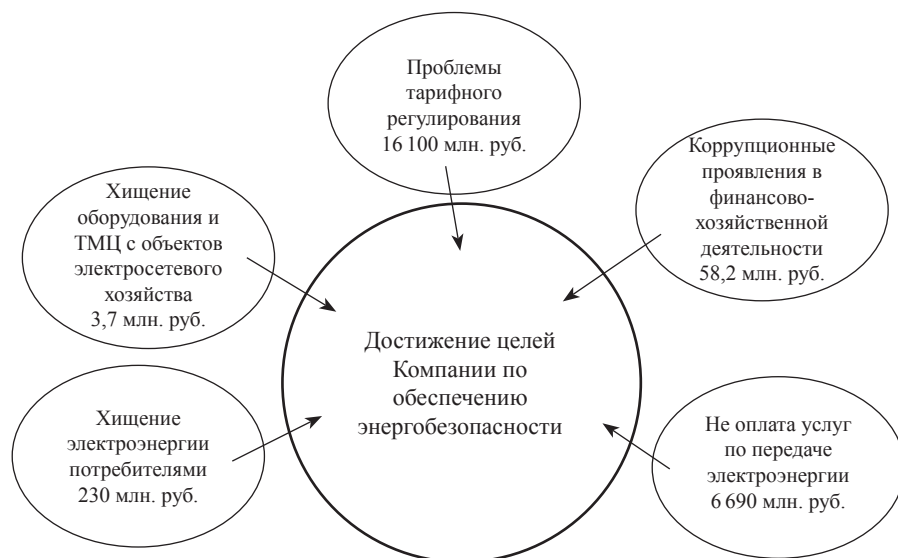 Проблемы
тарифного
регулирования
16 100 млн. руб.
Хищение
оборудования и
ТМЦ с объектов
электросетевого
хозяйства
3,7 млн. руб.
Коррупционные
проявления в
финансово-
хозяйственной
деятельности
58,2 млн. руб.
Достижение целей
Компании по
обеспечению
энергобезопасности
Хищение
электроэнергии
потребителями
230 млн. руб.
Не оплата услуг
по передаче
электроэнергии
6 690 млн. руб.